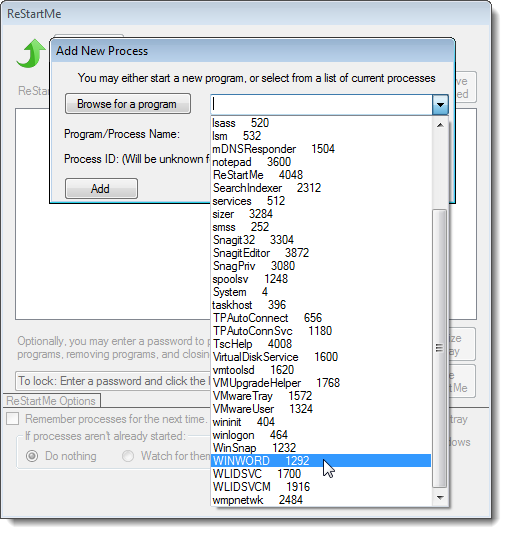 ReStartMe
Add New Process
You may either start a new program, or select from a list of current processes
Browse for a program
Program/Process Name:
Process ID: (Will be unknown f
Add
lsass 520
lsm 532
mDNSResponder 1504
notepad 3600
ReStartMe 4048
SearchIndexer 2312
services 512
sizer 3284
smss 252
Snagit32 3304
SnagitEditor 3872
SnagPriv 3080
spoolsv 1248
System 4
taskhost 396
TPAutoConnect 656
TPAutoConnSvc 1180
TscHelp 4008
VirtualDiskService 1600
vmtoolsd 1620
VMUpgradeHelper 1768
VMwareTray 1572
VMwareUser 1324
wininit 404
winlogon 464
WinSnap 1232
WINWORD 1292
WLIDSVC 1700
WLIDSVCM 1916
wmpnetwk 2484
ReStar
Optionally, you may enter a password to p
programs, removing programs, and closin
To lock: Enter a password and click the l
ReStartMe Options
Remember processes for the next time.
tray
If processes aren't already started:
Do nothing
Watch for them